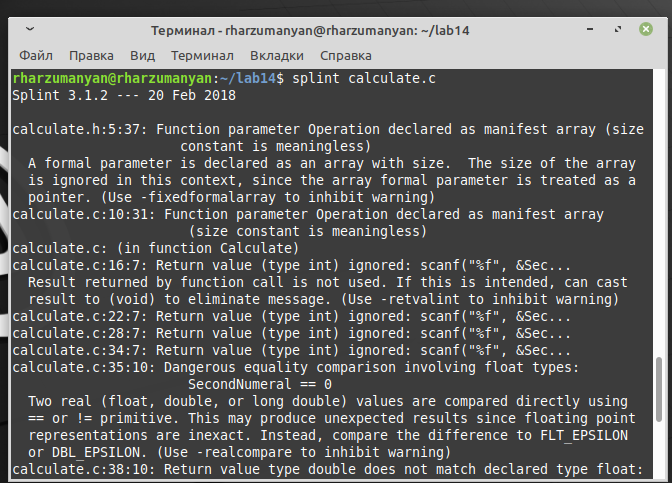 Терминал - rharzumanyan@rharzumanyan: ~/lab14
Файл Правка Вид Терминал Вкладки Справка
rharzumanyan@rharzumanyan:~/lab14$ splint calculate.c
Splint 3.1.2 --- 20 Feb 2018
calculate.h:5:37: Function parameter Operation declared as manifest array (size
constant is meaningless)
A formal parameter is declared as an array with size.  The size of the array
is ignored in this context, since the array formal parameter is treated as a
pointer. (Use -fixedformalarray to inhibit warning)
calculate.c:10:31: Function parameter Operation declared as manifest array
(size constant is meaningless)
calculate.c: (in function Calculate)
calculate.c:16:7: Return value (type int) ignored: scanf("%f", &Sec...
Result returned by function call is not used. If this is intended, can cast
result to (void) to eliminate message. (Use -retvalint to inhibit warning)
calculate.c:22:7: Return value (type int) ignored: scanf("%f", &Sec...
calculate.c:28:7: Return value (type int) ignored: scanf("%f", &Sec...
calculate.c:34:7: Return value (type int) ignored: scanf("%f", &Sec...
calculate.c:35:10: Dangerous equality comparison involving float types:
SecondNumeral == 0
Two real (float, double, or long double) values are compared directly using
== or != primitive. This may produce unexpected results since floating point
representations are inexact. Instead, compare the difference to FLT_EPSILON
or DBL_EPSILON. (Use -realcompare to inhibit warning)
calculate.c:38:10: Return value type double does not match declared type float: